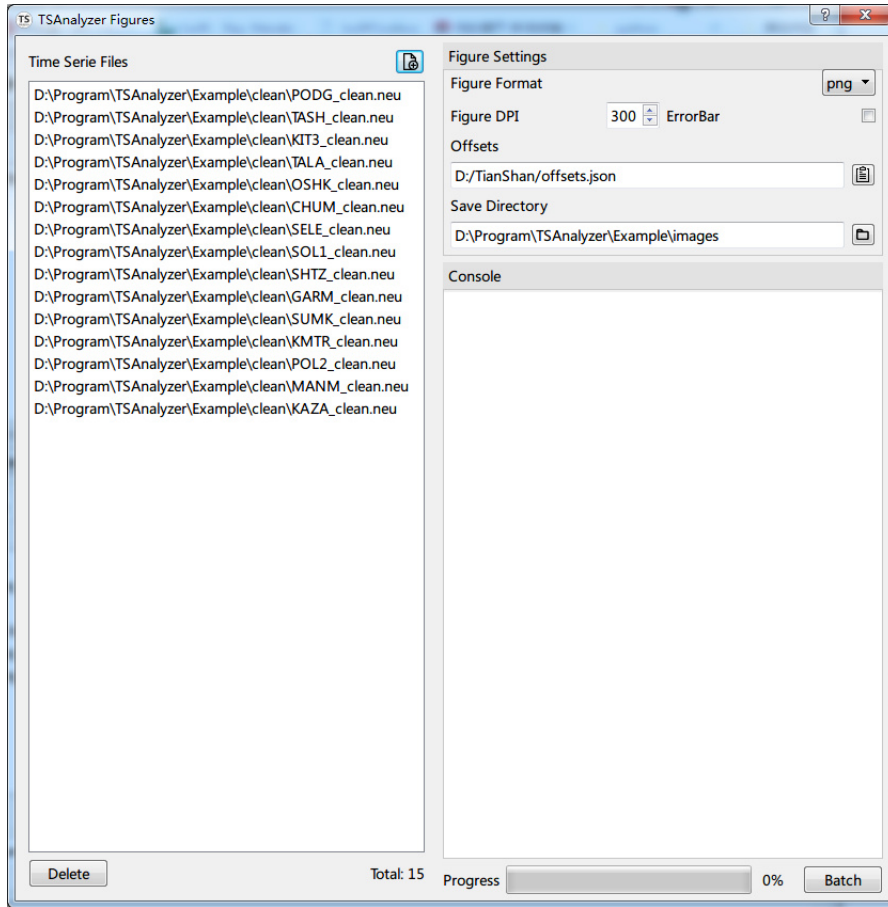 TS TSAnalyzer Figures
Time Serie Files
D:\Program\TSAnalyzer\Example\clean\PODG_clean.neu
D:\Program\TSAnalyzer\Example\clean\TASH_clean.neu
D:\Program\TSAnalyzer\Example\clean\KIT3_clean.neu
D:\Program\TSAnalyzer\Example\clean\TALA_clean.neu
D:\Program\TSAnalyzer\Example\clean\OSHK_clean.neu
D:\Program\TSAnalyzer\Example\clean\CHUM_clean.neu
D:\Program\TSAnalyzer\Example\clean\SELE_clean.neu
D:\Program\TSAnalyzer\Example\clean\SOL1_clean.neu
D:\Program\TSAnalyzer\Example\clean\SHTZ_clean.neu
D:\Program\TSAnalyzer\Example\clean\GARM_clean.neu
D:\Program\TSAnalyzer\Example\clean\SUMK_clean.neu
D:\Program\TSAnalyzer\Example\clean\KMTR_clean.neu
D:\Program\TSAnalyzer\Example\clean\POL2_clean.neu
D:\Program\TSAnalyzer\Example\clean\MANM_clean.neu
D:\Program\TSAnalyzer\Example\clean\KAZA_clean.neu
Delete Total: 15
Figure Settings
Figure Format png
Figure DPI 300 ErrorBar
Offsets
D:/TianShan/offsets.json
Save Directory
D:\Program\TSAnalyzer\Example\images
Console
Progress 0% Batch